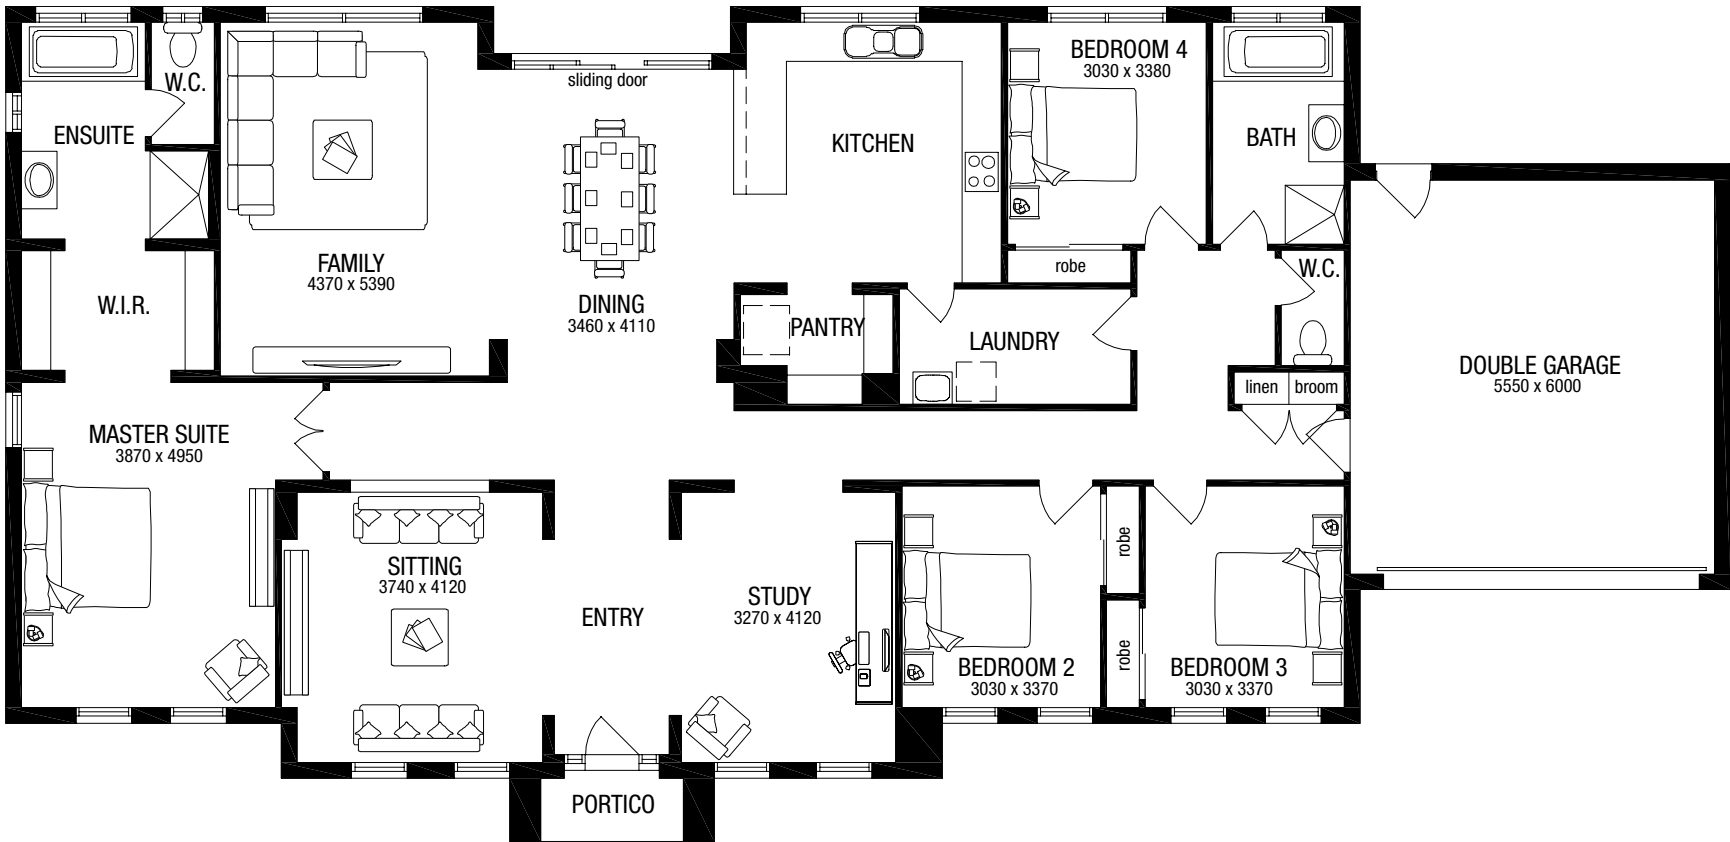 BEDROOM 4
3030 x 3380
sliding door
W.C.
ENSUITE
KITCHEN
BATH
FAMILY
4370 x 5390
robe
W.C.
W.I.R.
DINING
3460 x 4110
PANTRY
LAUNDRY
DOUBLE GARAGE
5550 x 6000
linen
broom
MASTER SUITE
3870 x 4950
robe
SITTING
3740 x 4120
STUDY
3270 x 4120
ENTRY
robe
BEDROOM 2
3030 x 3370
BEDROOM 3
3030 x 3370
PORTICO